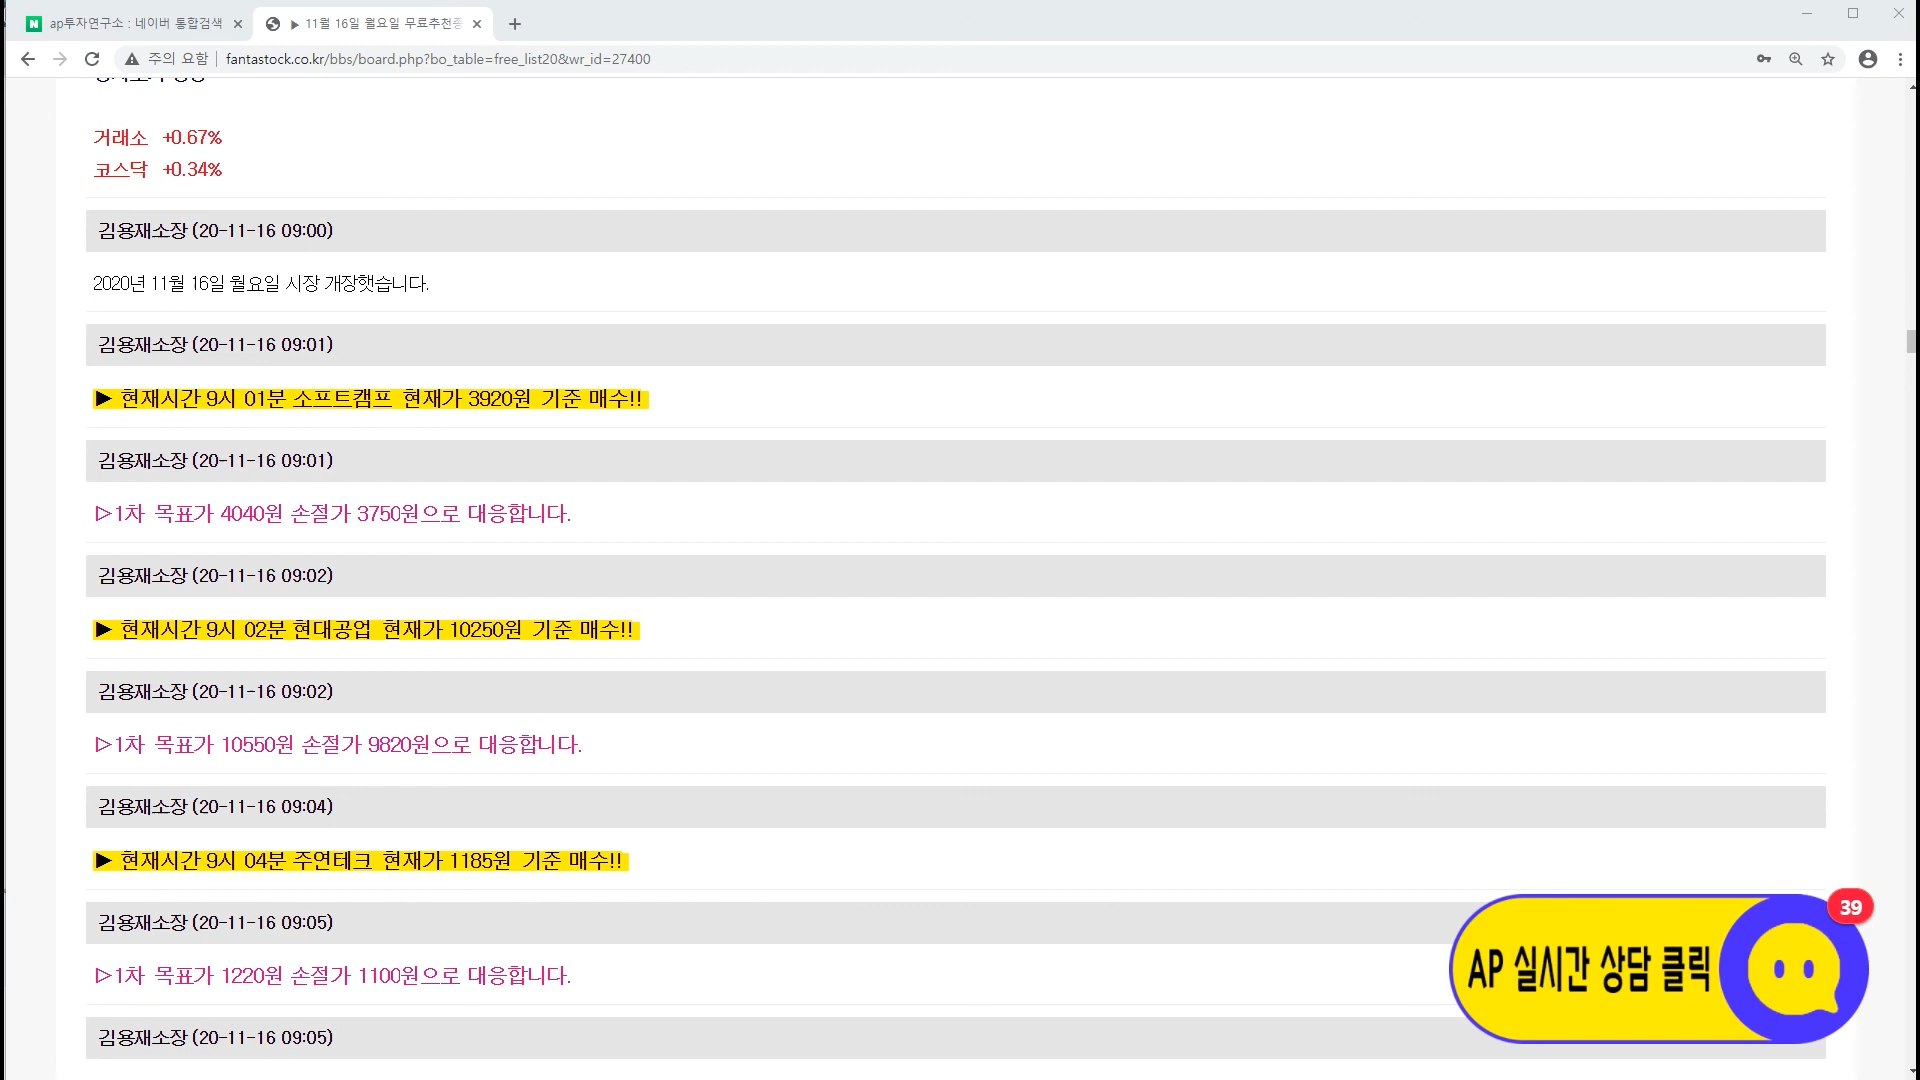 ap투자연구소 : 네이버 통합검색
▶ 11월 16일 월요일 무료추천종
주의 요함
fantastock.co.kr/bbs/board.php?bo_table=free_list20&wr_id=27400
거래소 +0.67%
코스닥 +0.34%
김용재소장 (20-11-16 09:00)
2020년 11월 16일 월요일 시장 개장햇습니다.
김용재소장 (20-11-16 09:01)
▶ 현재시간 9시 01분 소프트캠프 현재가 3920원 기준 매수!!
김용재소장 (20-11-16 09:01)
▷1차 목표가 4040원 손절가 3750원으로 대응합니다.
김용재소장 (20-11-16 09:02)
▶ 현재시간 9시 02분 현대공업 현재가 10250원 기준 매수!!
김용재소장 (20-11-16 09:02)
▷1차 목표가 10550원 손절가 9820원으로 대응합니다.
김용재소장 (20-11-16 09:04)
▶ 현재시간 9시 04분 주연테크 현재가 1185원 기준 매수!!
김용재소장 (20-11-16 09:05)
▷1차 목표가 1220원 손절가 1100원으로 대응합니다.
김용재소장 (20-11-16 09:05)
39
AP 실시간 상담 클릭